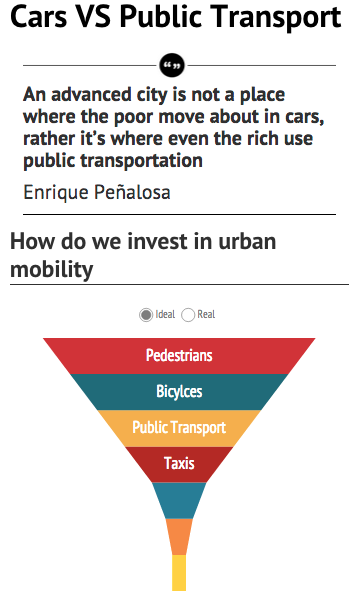 Cars VS Public Transport
“ ”
An advanced city is not a place
where the poor move about in cars,
rather it’s where even the rich use
public transportation
Enrique Peñalosa
How do we invest in urban
mobility
Ideal Real
Pedestrians
Bicylces
Public Transport
Taxis